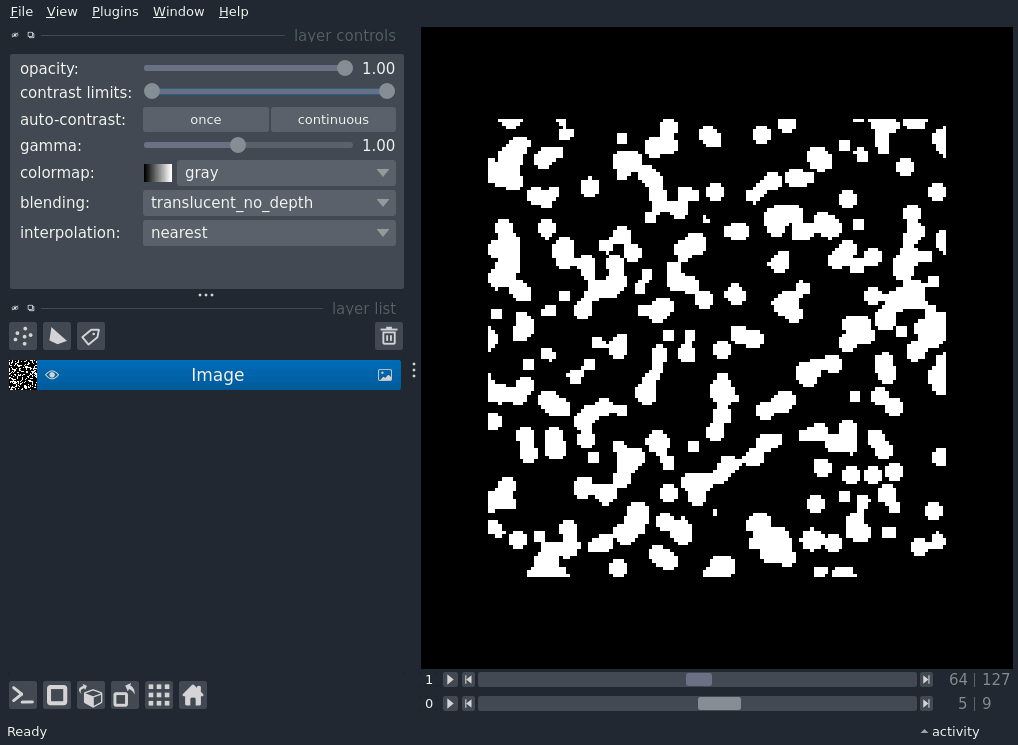 File View Plugins Window Help
layer controls
opacity: 1.00
contrast limits:
auto-contrast: once continuous
gamma: 1.00
colormap: gray
blending: translucent_no_depth
interpolation: nearest
layer list
Image
1 64 | 127
0 5 | 9
Ready activity